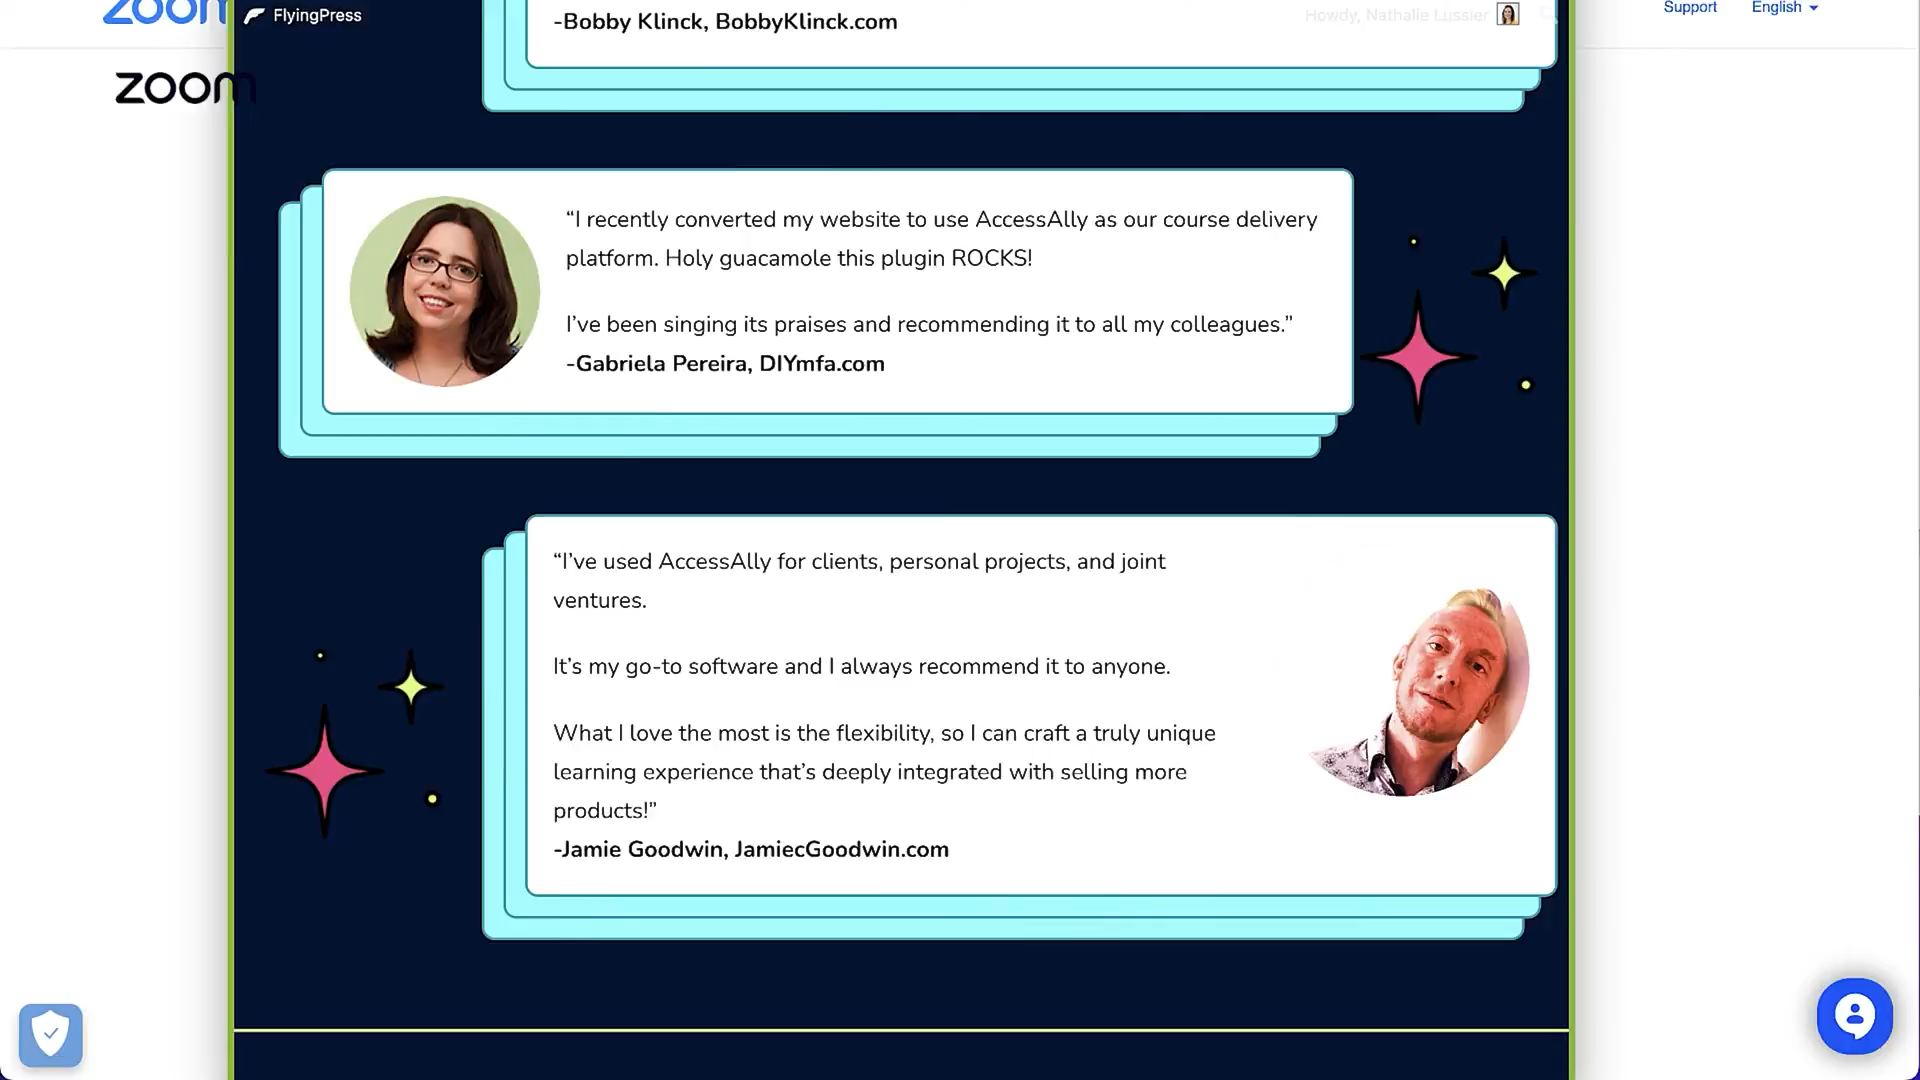 zoom
FlyingPress
-Bobby Klinck, BobbyKlinck.com
Howdy, Nathalie Lussier
Support
English
zoom
“I recently converted my website to use AccessAlly as our course delivery
platform. Holy guacamole this plugin ROCKS!
I’ve been singing its praises and recommending it to all my colleagues.”
-Gabriela Pereira, DIYmfa.com
“I’ve used AccessAlly for clients, personal projects, and joint
ventures.
It’s my go-to software and I always recommend it to anyone.
What I love the most is the flexibility, so I can craft a truly unique
learning experience that’s deeply integrated with selling more
products!”
-Jamie Goodwin, JamiecGoodwin.com